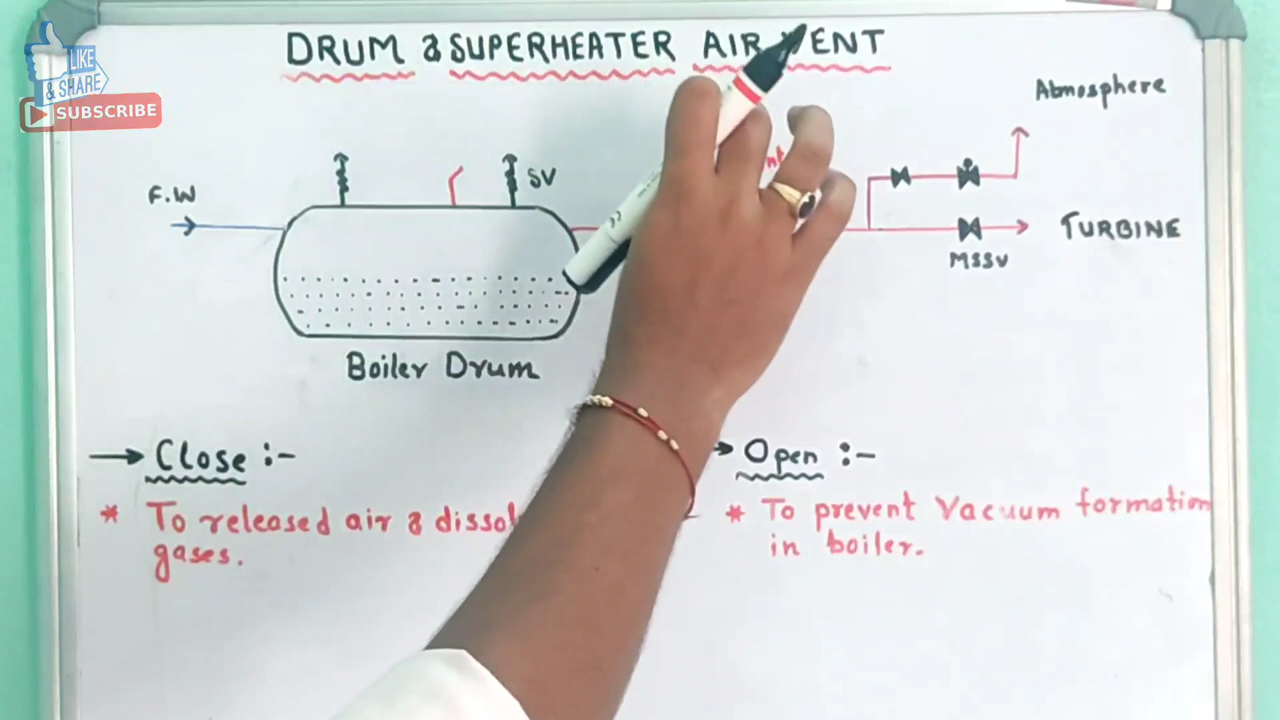 DRUM & SUPERHEATER AIR VENT
LIKE
& SHARE
SUBSCRIBE
Atmosphere
F.W
SV
TURBINE
MSSV
Boiler Drum
→ Close :-
* To released air & dissol
gases.
→ Open :-
* To prevent Vacuum formation
in boiler.